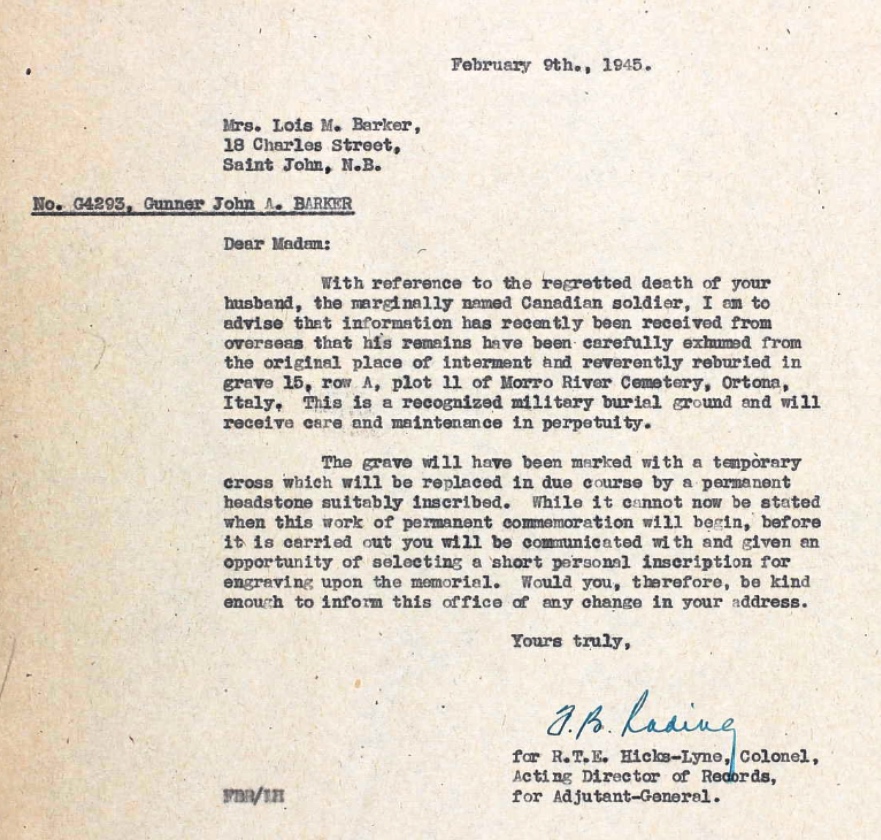 February 9th., 1945.
Mrs. Lois M. Barker,
18 Charles Street,
Saint John, N.B.
No. G4293, Gunner John A. BARKER
Dear Madam:
With reference to the regretted death of your
husband, the marginally named Canadian soldier, I am to
advise that information has recently been received from
overseas that his remains have been carefully exhumed from
the original place of interment and reverently reburied in
grave 15, row A, plot 11 of Morro River Cemetery, Ortona,
Italy. This is a recognized military burial ground and will
receive care and maintenance in perpetuity.
The grave will have been marked with a temporary
cross which will be replaced in due course by a permanent
headstone suitably inscribed. While it cannot now be stated
when this work of permanent commemoration will begin, before
it is carried out you will be communicated with and given an
opportunity of selecting a short personal inscription for
engraving upon the memorial. Would you, therefore, be kind
enough to inform this office of any change in your address.
Yours truly,
F.B.
for R.T.E. Hicks-Lyne, Colonel,
Acting Director of Records,
for Adjutant-General.